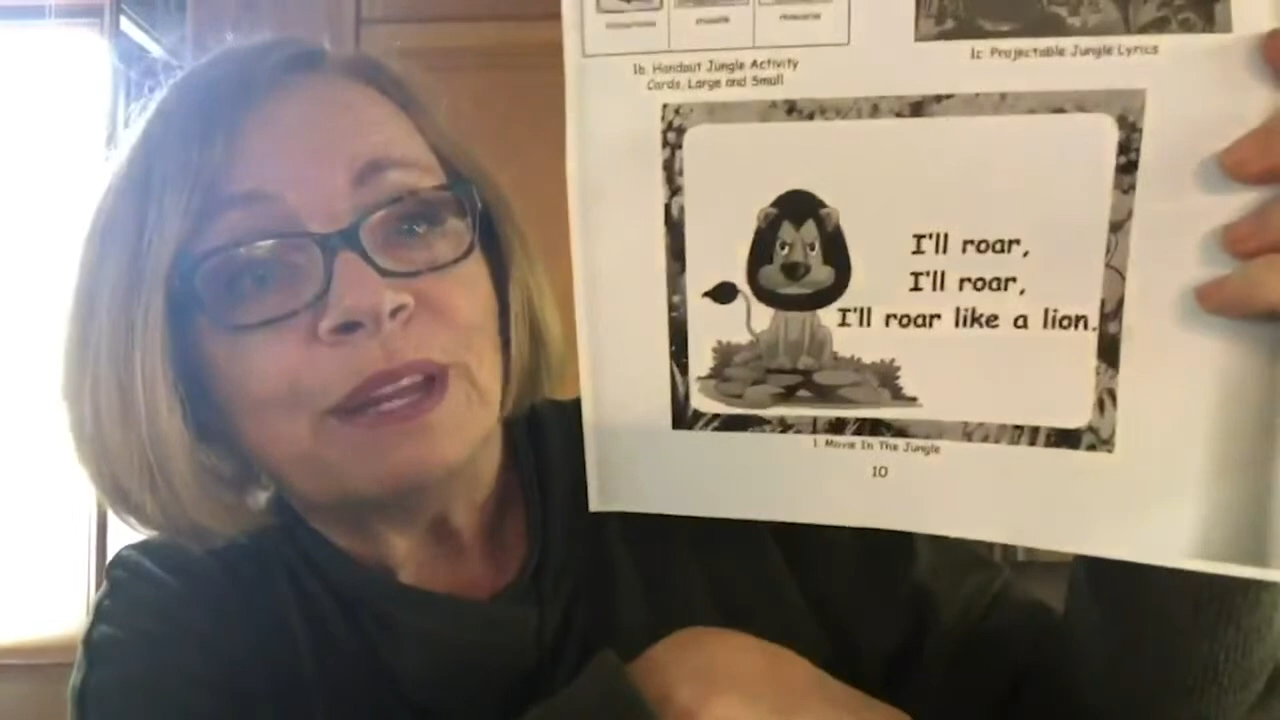 1b. Handout Jungle Activity
Cards, Large and Small
1c. Projectable Jungle Lyrics
I'll roar,
I'll roar,
I'll roar like a lion.
1. Movie In The Jungle
10